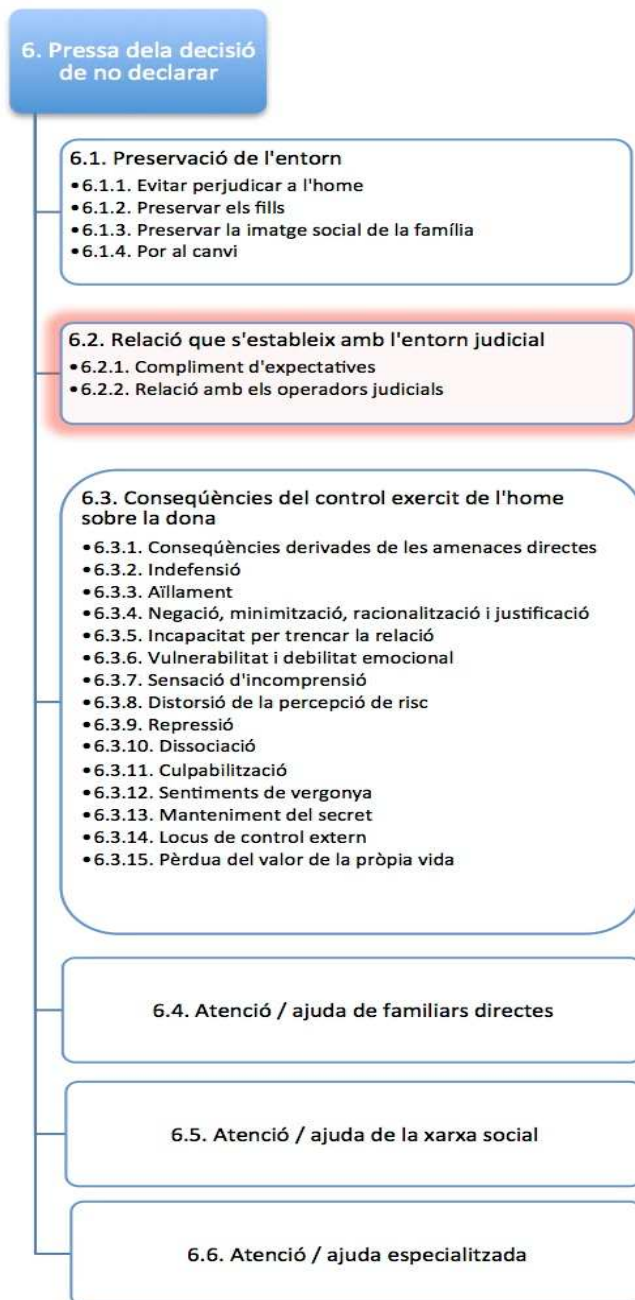 6. Pressa dela decisió
de no declarar
6.1. Preservació de l'entorn
•6.1.1. Evitar perjudicar a l'home
•6.1.2. Preservar els fills
•6.1.3. Preservar la imatge social de la família
•6.1.4. Por al canvi
6.2. Relació que s'estableix amb l'entorn judicial
•6.2.1. Compliment d'expectatives
•6.2.2. Relació amb els operadors judicials
6.3. Conseqúències del control exercit de l'home
sobre la dona
•6.3.1. Conseqúències derivades de les amenaces directes
•6.3.2. Indefensió
•6.3.3. Aïllament
•6.3.4. Negació, minimització, racionalització i justificació
•6.3.5. Incapacitat per trencar la relació
•6.3.6. Vulnerabilitat i debilitat emocional
•6.3.7. Sensació d'incomprensió
•6.3.8. Distorsió de la percepció de risc
•6.3.9. Repressió
•6.3.10. Dissociació
•6.3.11. Culpabilització
•6.3.12. Sentiments de vergonya
•6.3.13. Manteniment del secret
•6.3.14. Locus de control extern
•6.3.15. Pèrdua del valor de la pròpia vida
6.4. Atenció / ajuda de familiars directes
6.5. Atenció / ajuda de la xarxa social
6.6. Atenció / ajuda especialitzada